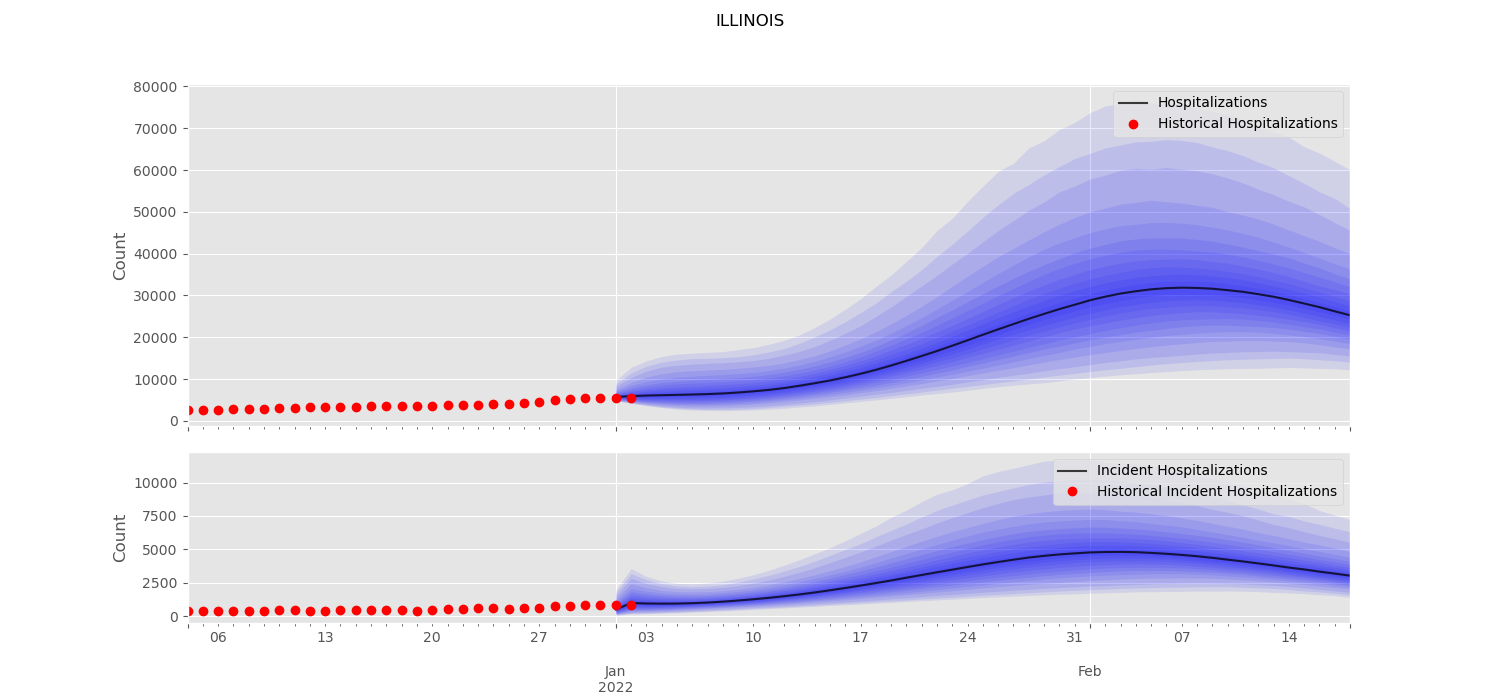 ILLINOIS
80000
70000
60000
50000
40000
30000
20000
10000
0
Count
Hospitalizations
Historical Hospitalizations
10000
7500
5000
2500
0
Count
Incident Hospitalizations
Historical Incident Hospitalizations
06 13 20 27 03 10 17 24 31 07 14
Jan Feb
2022